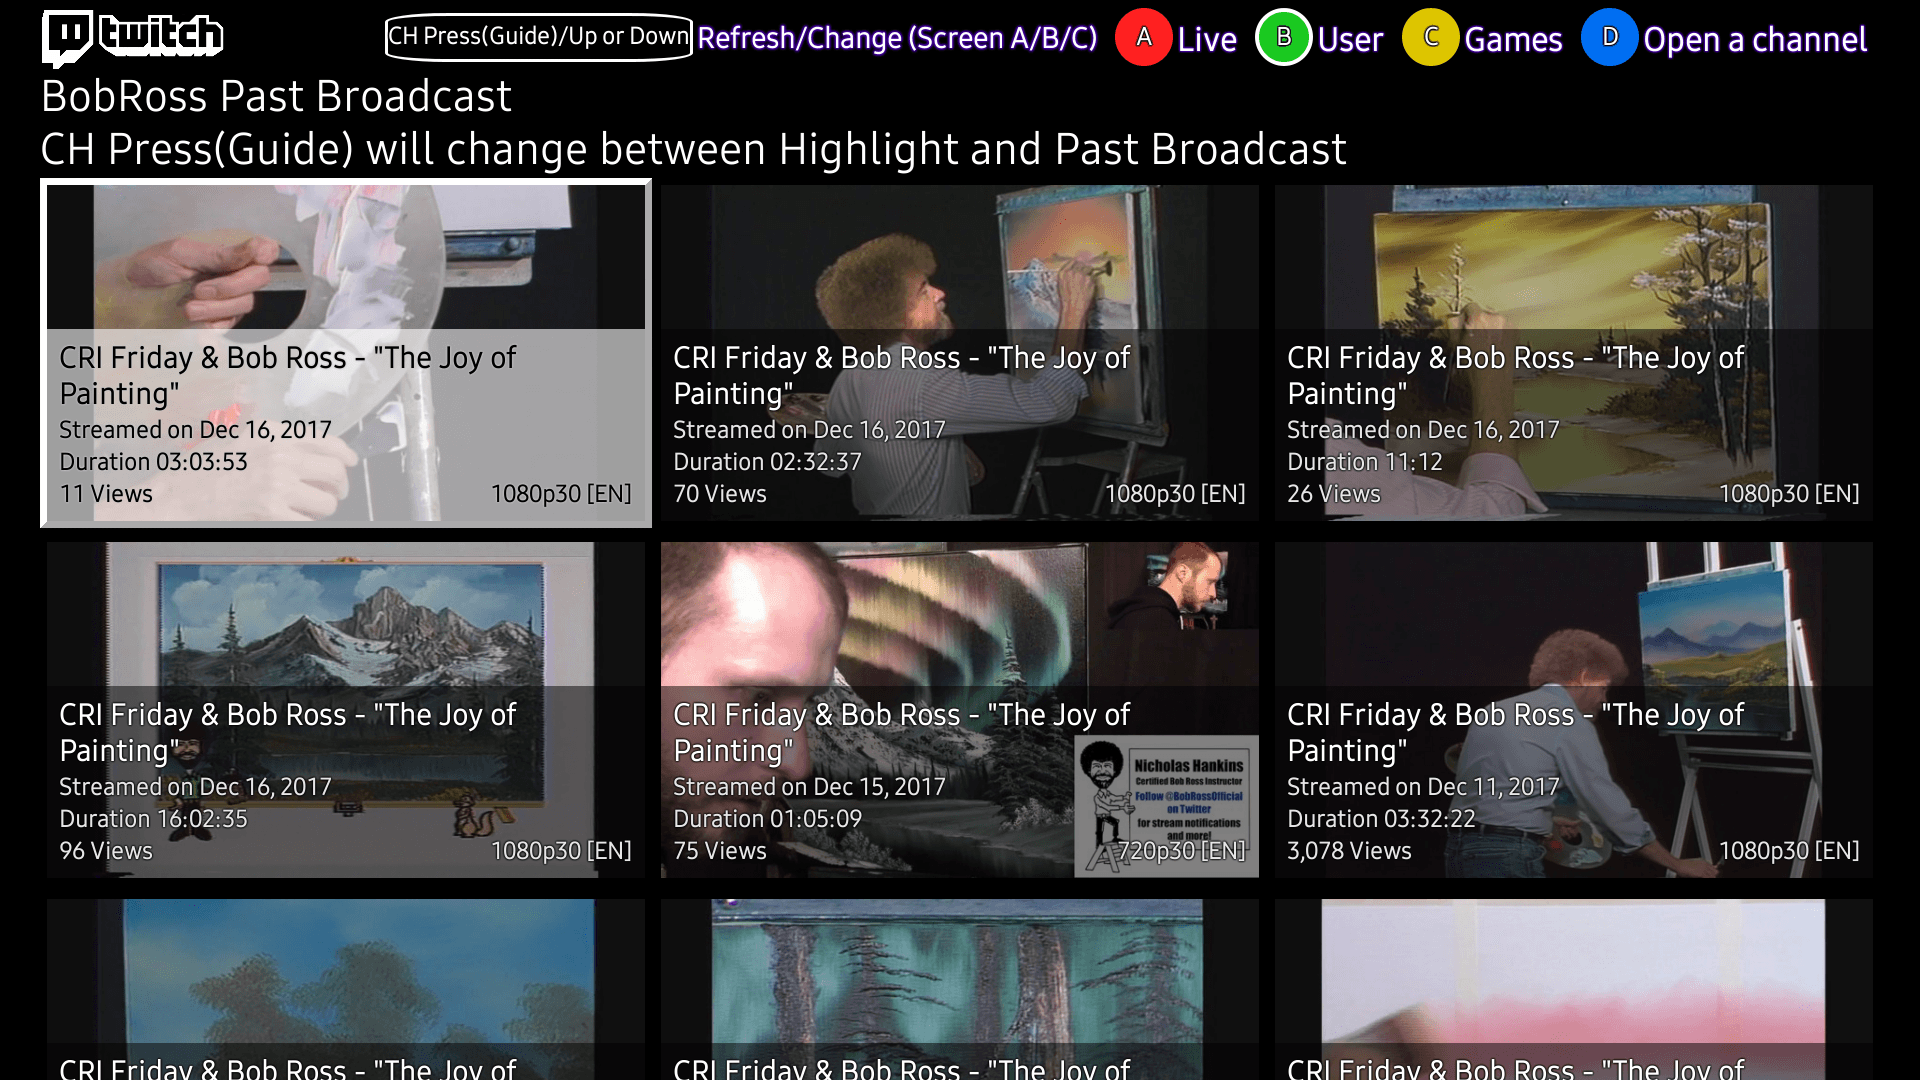 twitch
CH Press(Guide)/Up or Down Refresh/Change (Screen A/B/C) A Live B User C Games D Open a channel
BobRoss Past Broadcast
CH Press(Guide) will change between Highlight and Past Broadcast
CRI Friday & Bob Ross - "The Joy of
Painting"
Streamed on Dec 16, 2017
Duration 03:03:53
11 Views 1080p30 [EN]
CRI Friday & Bob Ross - "The Joy of
Painting"
Streamed on Dec 16, 2017
Duration 02:32:37
70 Views 1080p30 [EN]
CRI Friday & Bob Ross - "The Joy of
Painting"
Streamed on Dec 16, 2017
Duration 11:12
26 Views 1080p30 [EN]
CRI Friday & Bob Ross - "The Joy of
Painting"
Streamed on Dec 16, 2017
Duration 16:02:35
96 Views 1080p30 [EN]
CRI Friday & Bob Ross - "The Joy of
Painting"
Streamed on Dec 15, 2017
Duration 01:05:09
75 Views 720p30 [EN]
Nicholas Hankins
Certified Bob Ross Instructor
Follow @BobRossOfficial
on Twitter
for stream notifications
and more!
CRI Friday & Bob Ross - "The Joy of
Painting"
Streamed on Dec 11, 2017
Duration 03:32:22
3,078 Views 1080p30 [EN]
CRI Friday & Bob Ross - "The Joy of
CRI Friday & Bob Ross - "The Joy of
CRI Friday & Bob Ross - "The Joy of